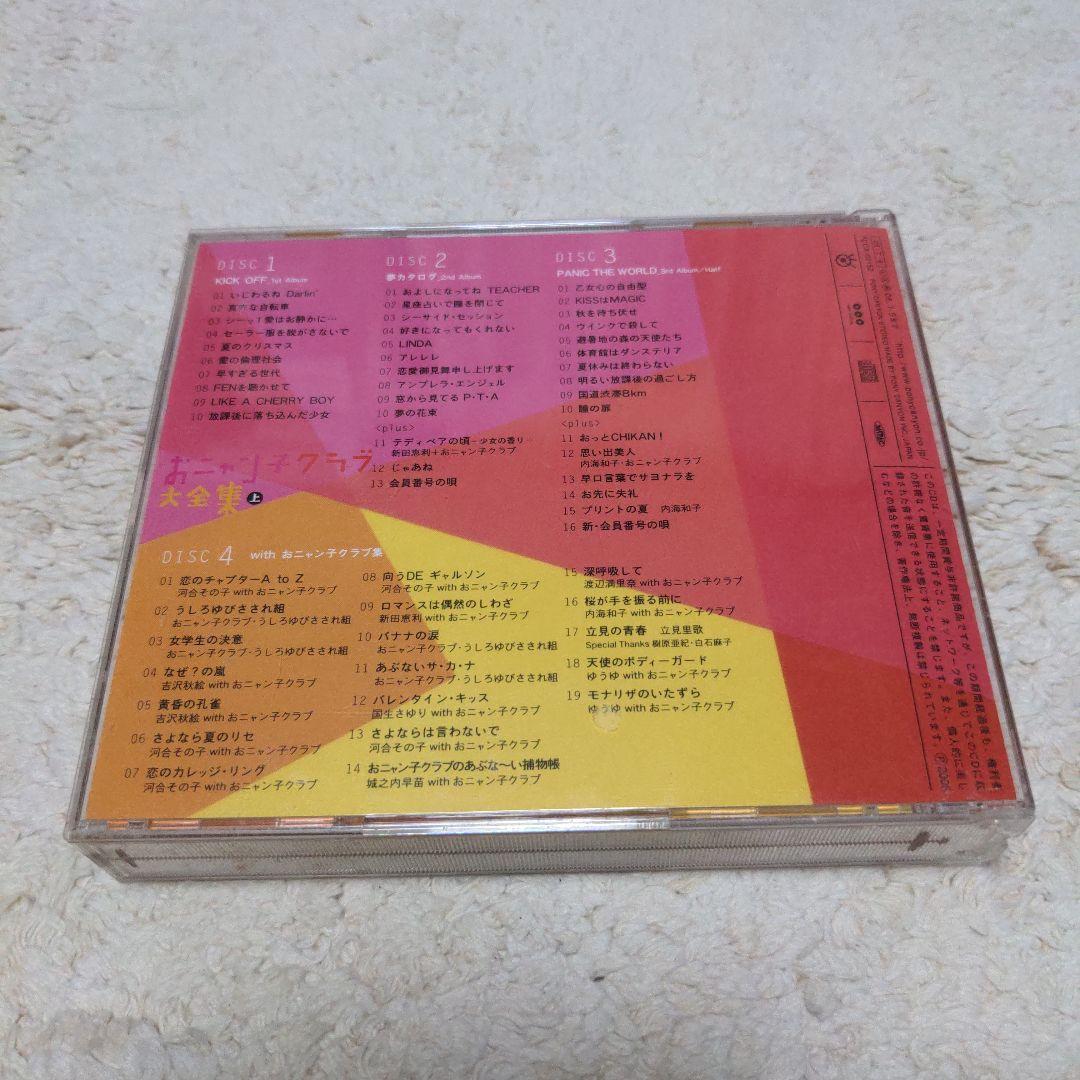 DISC 1
KICK OFF 1st Album
01 いじわるね Darlin'
02 真赤な自転車
03 シーッ!愛はお静かに…
04 セーラー服を脱がさないで
05 夏のクリスマス
06 愛の倫理社会
07 早すぎる世代
08 FENを聴かせて
09 LIKE A CHERRY BOY
10 放課後に落ち込んだ少女
DISC 2
夢カタログ 2nd Album
01 およしになってね TEACHER
02 星座占いで瞳を閉じて
03 シーサイド・セッション
04 好きになってもくれない
05 LINDA
06 アレレレ
07 恋愛御見舞申し上げます
08 アンブレラ・エンジェル
09 窓から見てるP・T・A
10 夢の花束
<plus>
11 テディベアの頃 -少女の香り-
新田恵利+おニャン子クラブ
12 じゃあね
13 会員番号の唄
DISC 3
PANIC THE WORLD 3rd Album/Half
01 乙女心の自由型
02 KISSはMAGIC
03 秋を待ち伏せ
04 ウインクで殺して
05 避暑地の森の天使たち
06 体育館はダンステリア
07 夏休みは終わらない
08 明るい放課後の過ごし方
09 国道渋滞8km
10 瞳の扉
<plus>
11 おっとCHIKAN!
12 思い出美人
内海和子・おニャン子クラブ
13 早口言葉でサヨナラを
14 お先に失礼
15 プリントの夏 内海和子
16 新・会員番号の唄
おニャン子クラブ
大全集 上
DISC 4 with おニャン子クラブ集
01 恋のチャプターA to Z
河合その子 with おニャン子クラブ
02 うしろゆびさされ組
おニャン子クラブ・うしろゆびさされ組
03 女学生の決意
おニャン子クラブ・うしろゆびさされ組
04 なぜ?の嵐
吉沢秋絵 with おニャン子クラブ
05 黄昏の孔雀
吉沢秋絵 with おニャン子クラブ
06 さよなら夏のリセ
河合その子 with おニャン子クラブ
07 恋のカレッジ・リング
河合その子 with おニャン子クラブ
08 向うDE ギャルソン
河合その子 with おニャン子クラブ
09 ロマンスは偶然のしわざ
新田恵利 with おニャン子クラブ
10 バナナの涙
おニャン子クラブ・うしろゆびさされ組
11 あぶないサ・カ・ナ
おニャン子クラブ・うしろゆびさされ組
12 バレンタイン・キッス
国生さゆり with おニャン子クラブ
13 さよならは言わないで
河合その子 with おニャン子クラブ
14 おニャン子クラブのあぶな〜い捕物帳
城之内早苗 with おニャン子クラブ
15 深呼吸して
渡辺満里奈 with おニャン子クラブ
16 桜が手を振る前に
内海和子 with おニャン子クラブ
17 立見の青春 立見里歌
Special Thanks 樹原亜紀・白石麻子
18 天使のボディーガード
ゆうゆ with おニャン子クラブ
19 モナリザのいたずら
ゆうゆ with おニャン子クラブ
http://www.ponycanyon.co.jp/